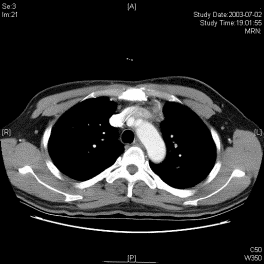 Se:3
Im:21
[A]
Study Date:2003-07-02
Study Time:19:01:55
MRN:
[R]
[L]
[P]
C50
W350